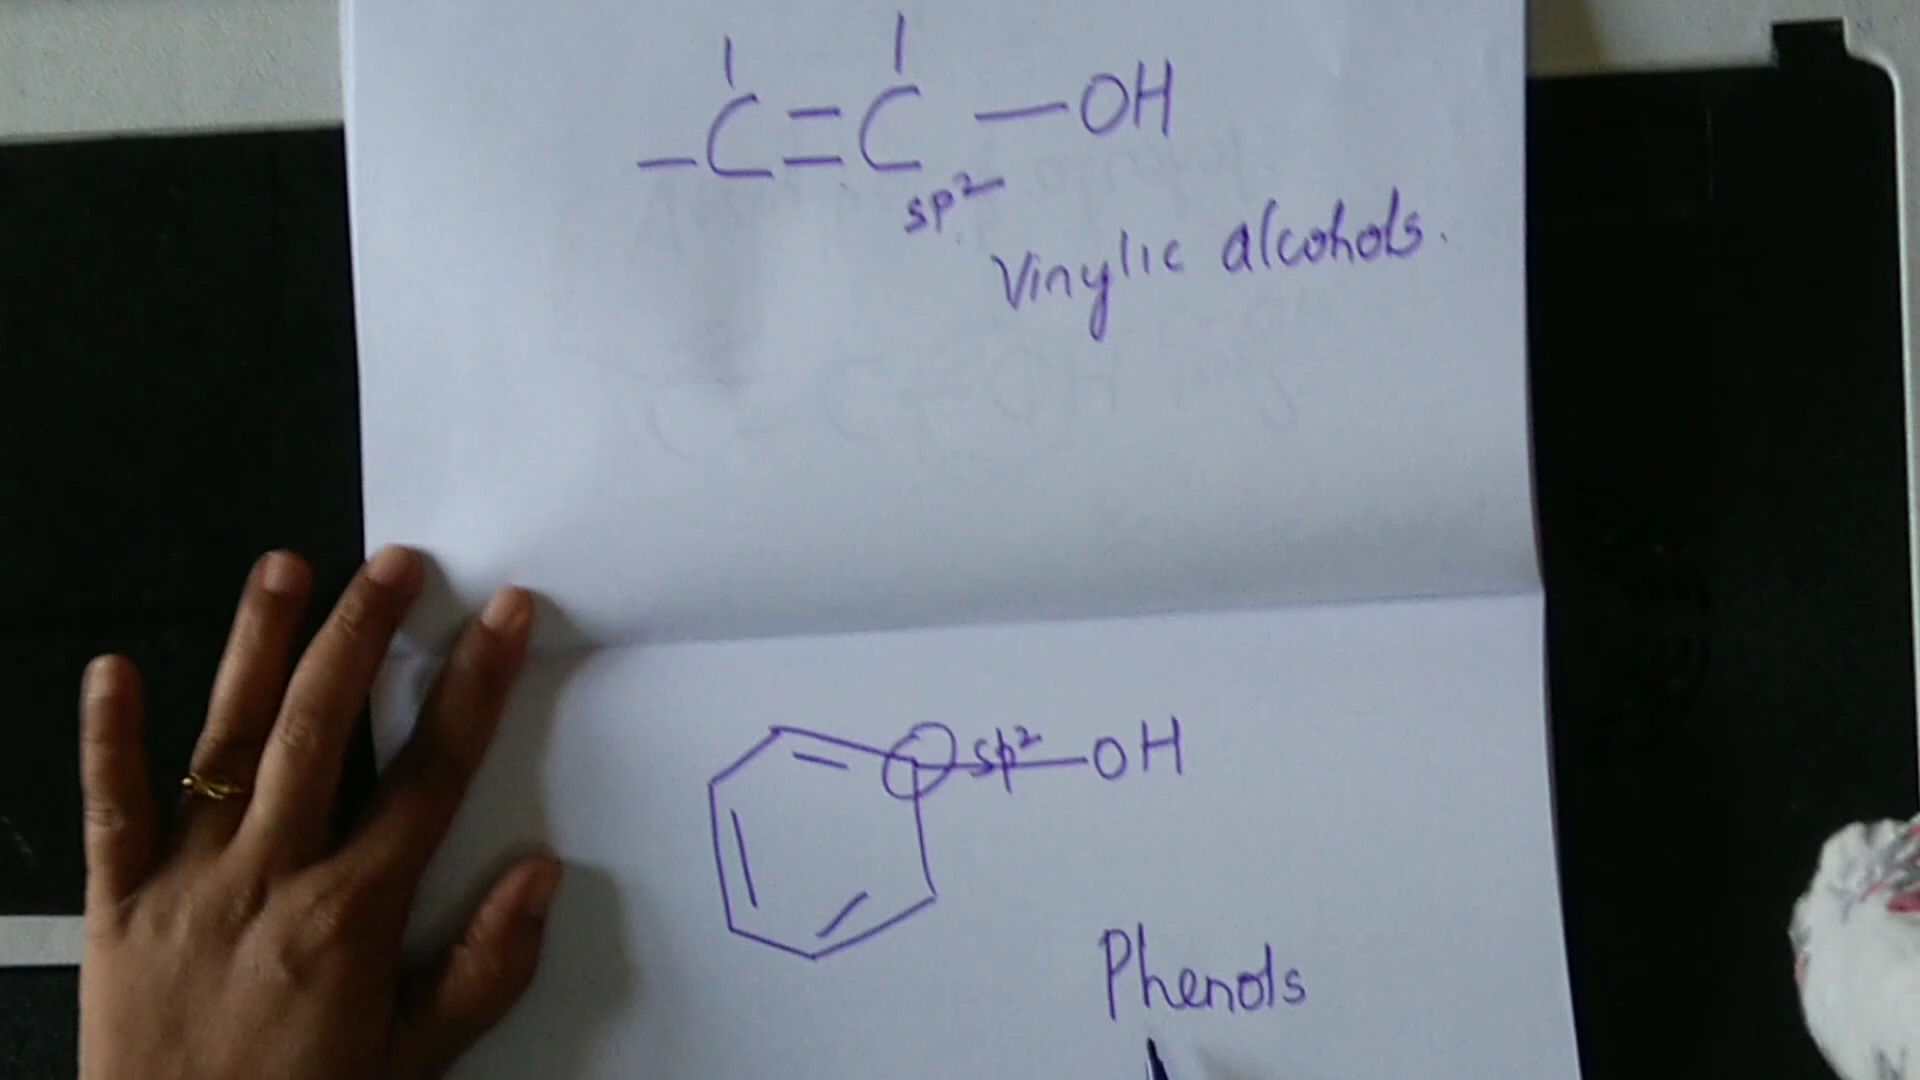 -C=C-OH
sp²
Vinylic alcohols.
sp²-OH
Phenols